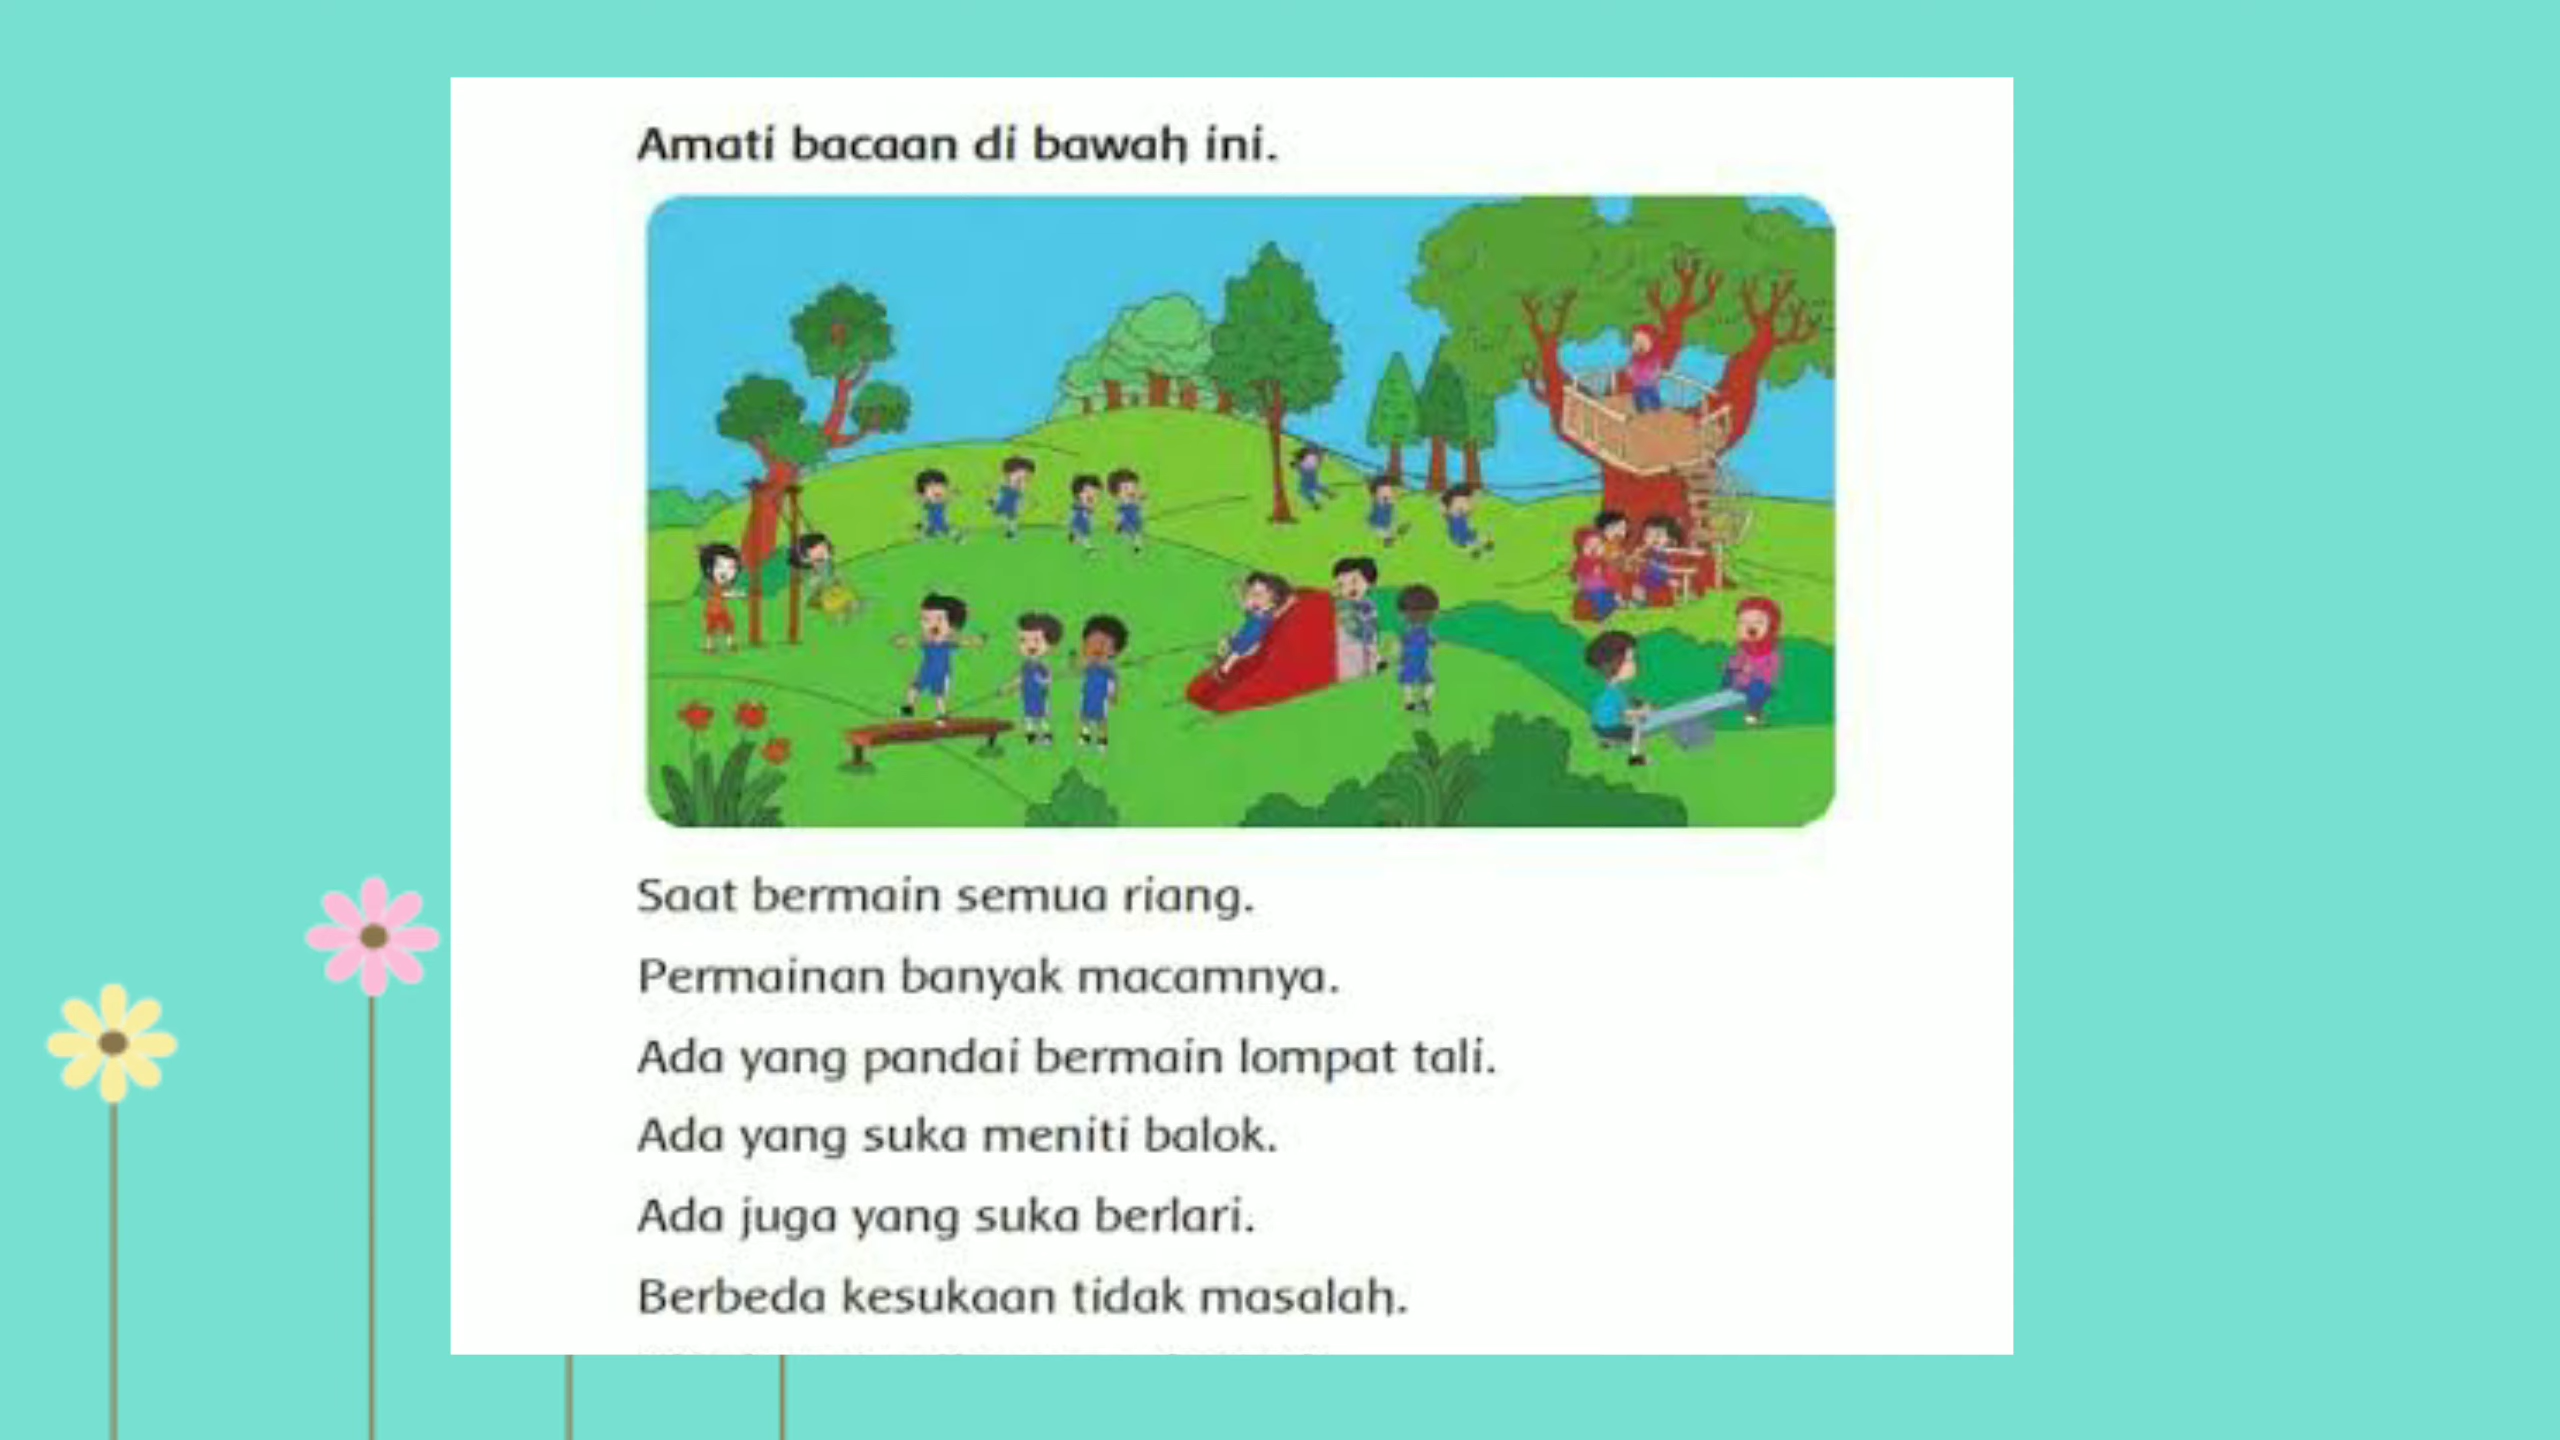 Amati bacaan di bawah ini.
Saat bermain semua riang.
Permainan banyak macamnya.
Ada yang pandai bermain lompat tali.
Ada yang suka meniti balok.
Ada juga yang suka berlari.
Berbeda kesukaan tidak masalah.